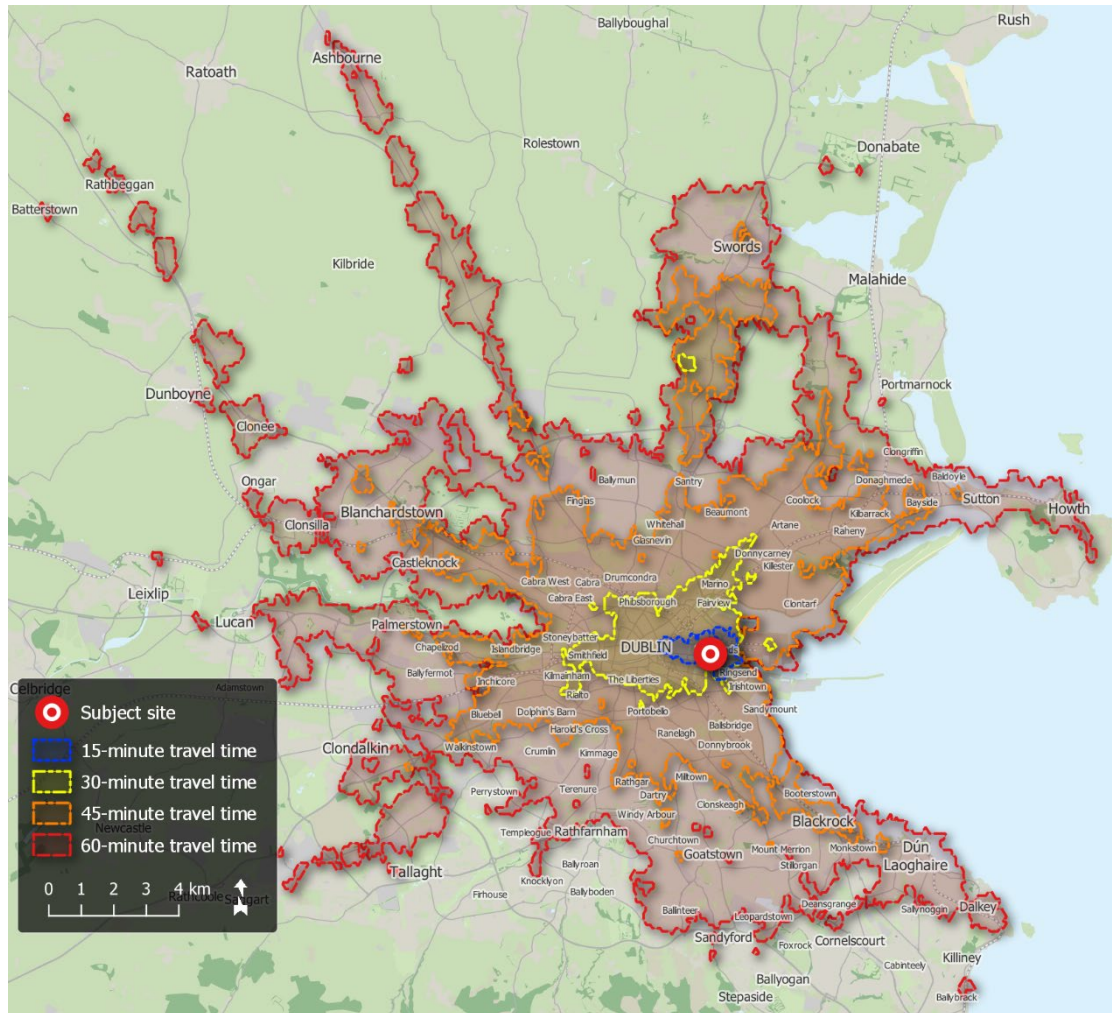 Ballyboughal
Rush
Ashbourne
Ratoath
Rolestown
Donabate
Rathbeggan
Batterstown
Swords
Kilbride
Malahide
Portmarnock
Dunboyne
Clonee
Clongriffin
Ongar
Ballymun
Santry
Donaghmede
Baldoyle
Blanchardstown
Finglas
Coolock
Bayside
Sutton
Howth
Clonsilla
Beaumont
Kilbarrack
Whitehall
Artane
Raheny
Glasnevin
Castleknock
Donnycarney
Killester
Cabra West
Cabra
Drumcondra
Marino
Leixlip
Cabra East
Phibsborough
Fairview
Clontarf
Lucan
Palmerstown
Stoneybatter
Chapelizod
Islandbridge
Smithfield
DUBLIN
Ballyfermot
Inchicore
Kilmainham
The Liberties
Ringsend
Irishtown
Celbridge
Adamstown
Rialto
Bluebell
Dolphin's Barn
Portobello
Sandymount
Harold's Cross
Ballsbridge
Clondalkin
Walkinstown
Crumlin
Kimmage
Ranelagh
Donnybrook
Perrystown
Terenure
Rathgar
Milltown
Dartry
Clonskeagh
Booterstown
Windy Arbour
Blackrock
Templeogue
Rathfarnham
Churchtown
Goatstown
Mount Merrion
Monkstown
Dún
Laoghaire
Stillorgan
Tallaght
Ballyroan
Knocklyon
Firhouse
Ballyboden
Ballinteer
Leopardstown
Deansgrange
Sallynoggin
Dalkey
Sandyford
Foxrock
Cornelscourt
Cabinteely
Killiney
Ballyogan
Stepaside
Ballybrack
Subject site
15-minute travel time
30-minute travel time
45-minute travel time
Newcastle
60-minute travel time
0 1 2 3 4 km
Rathcoole
Saggart